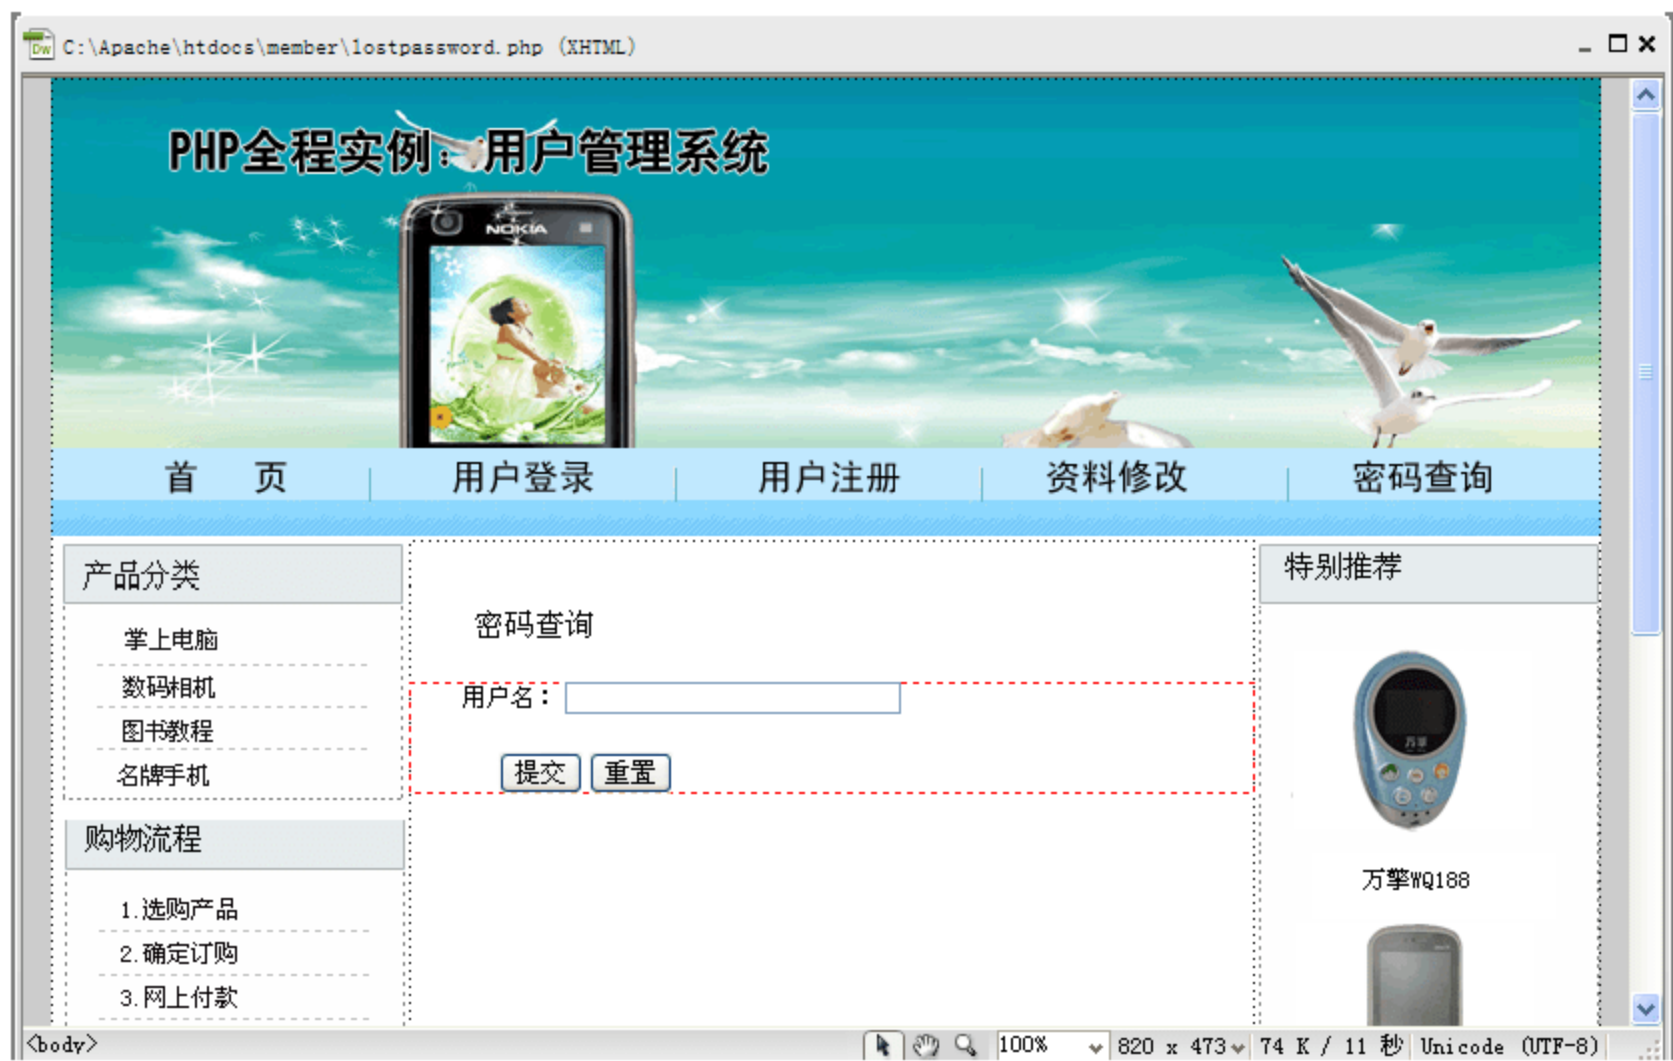 C:\Apache\htdocs\member\lostpassword.php (XHTML)
PHP全程实例：用户管理系统
NOKIA
首 页 用户登录 用户注册 资料修改 密码查询
产品分类
掌上电脑
数码相机
图书教程
名牌手机
购物流程
1.选购产品
2.确定订购
3.网上付款
密码查询
用户名：
提交 重置
特别推荐
万擎
万擎WQ188
<body> 100% 820 x 473 74 K / 11 秒 Unicode (UTF-8)